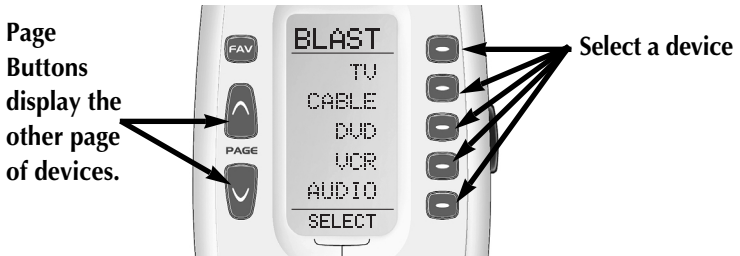 Page
Buttons
display the
other page
of devices.
FAV
PAGE
BLAST
TV
CABLE
DVD
VCR
AUDIO
SELECT
Select a device